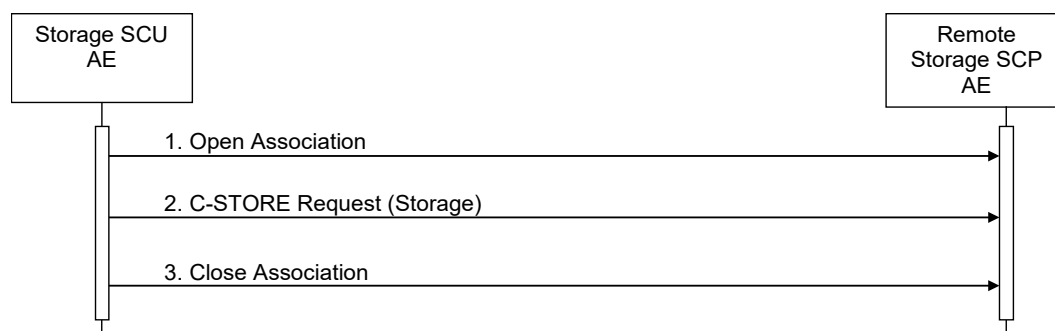 Storage SCU
AE
Remote
Storage SCP
AE
1. Open Association
2. C-STORE Request (Storage)
3. Close Association